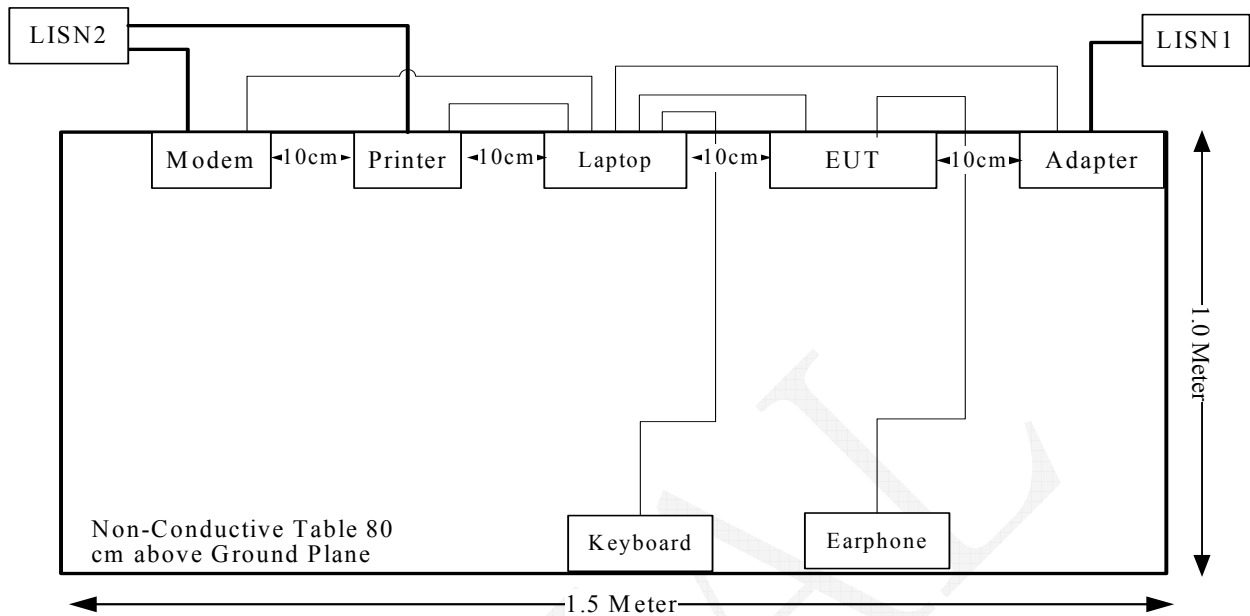 LISN2
LISN1
Modem
10cm
Printer
10cm
Laptop
10cm
EUT
10cm
Adapter
1.0 Meter
Non-Conductive Table 80
cm above Ground Plane
Keyboard
Earphone
1.5 Meter